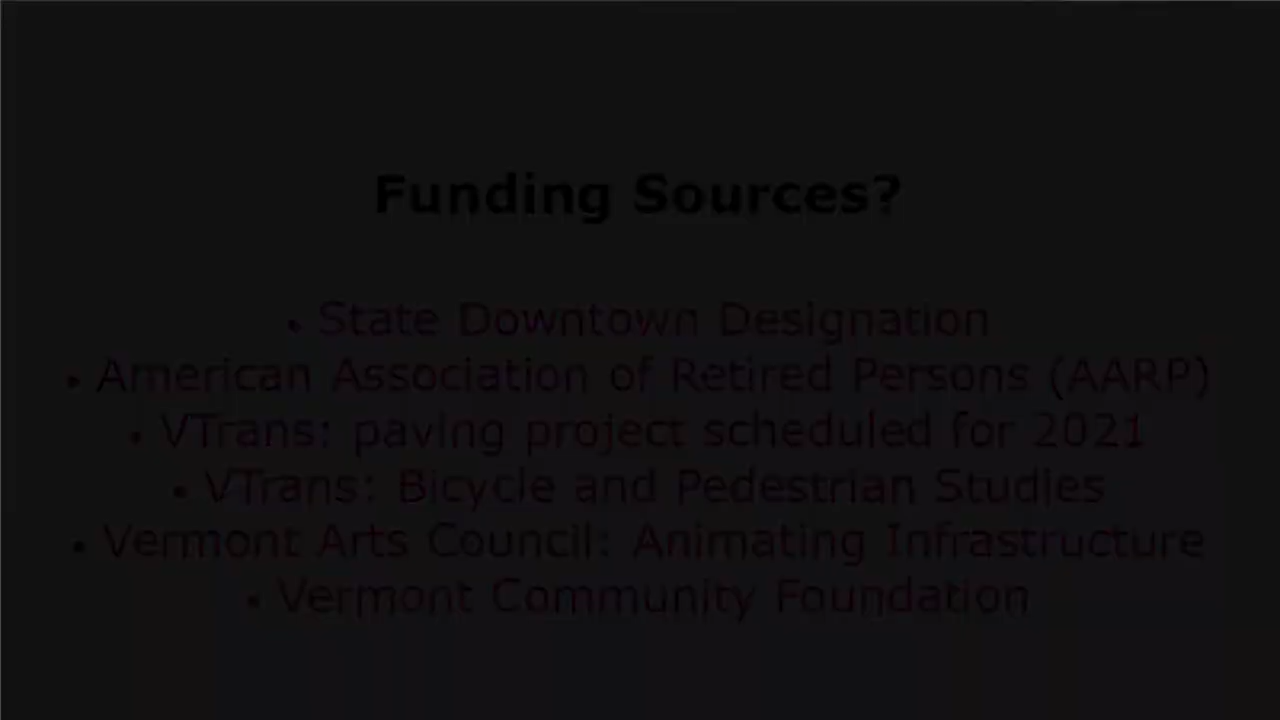 Funding Sources?
• State Downtown Designation
• American Association of Retired Persons (AARP)
• VTrans: paving project scheduled for 2021
• VTrans: Bicycle and Pedestrian Studies
• Vermont Arts Council: Animating Infrastructure
• Vermont Community Foundation